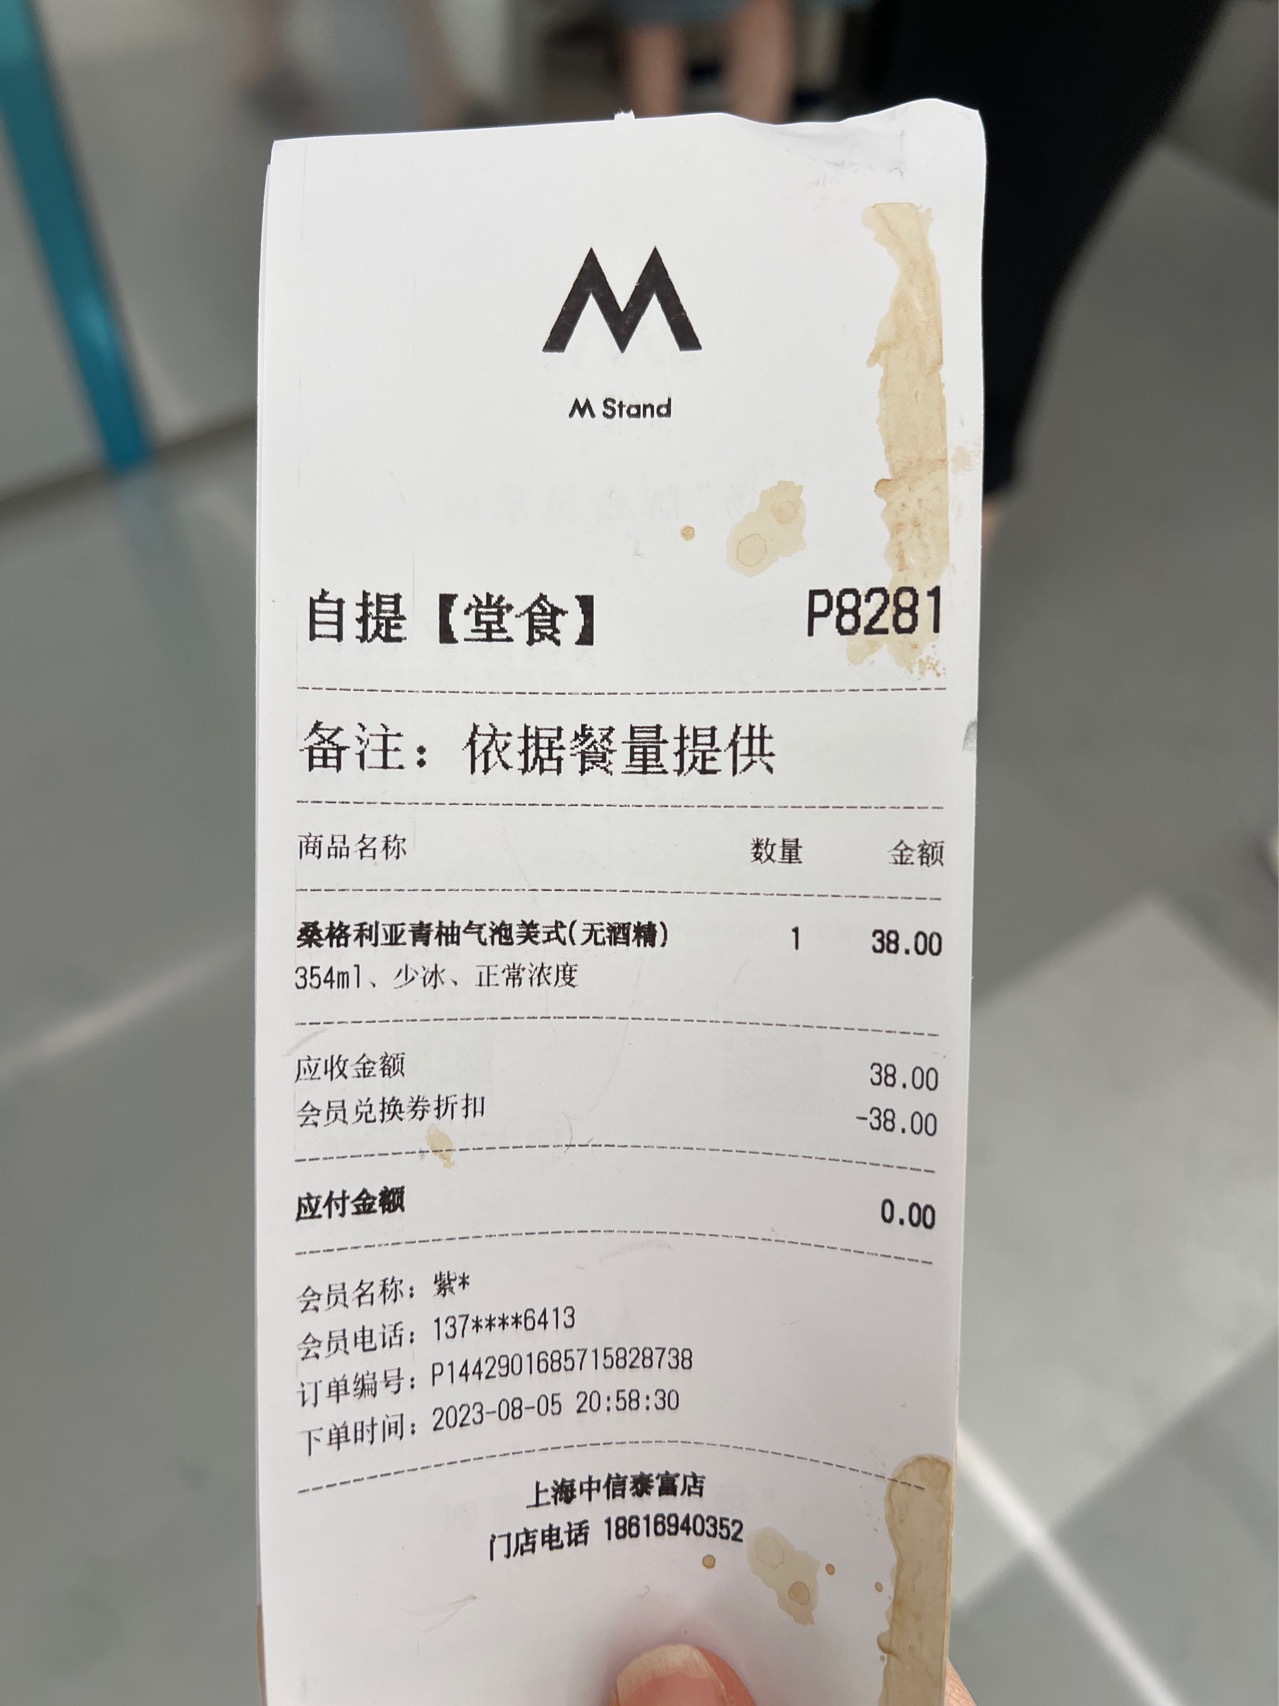 M Stand
自提【堂食】 P8281
备注：依据餐量提供
商品名称 数量 金额
桑格利亚青柚气泡美式(无酒精) 1 38.00
354ml、少冰、正常浓度
应收金额 38.00
会员兑换券折扣 -38.00
应付金额 0.00
会员名称：紫*
会员电话：137****6413
订单编号：P1442901685715828738
下单时间：2023-08-05 20:58:30
上海中信泰富店
门店电话 18616940352